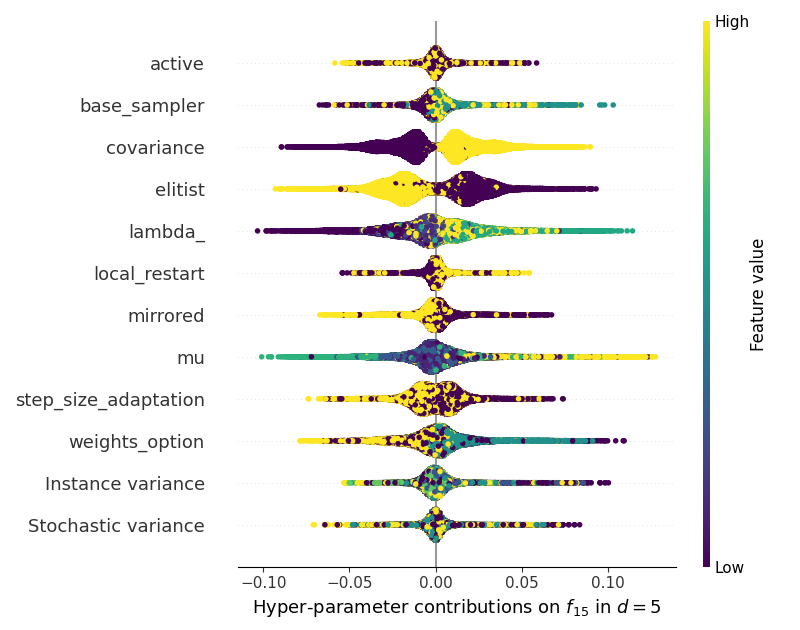 High
active
base_sampler
covariance
elitist
lambda_
local_restart
mirrored
mu
step_size_adaptation
weights_option
Instance variance
Stochastic variance
Feature value
Low
−0.10 −0.05 0.00 0.05 0.10
Hyper-parameter contributions on f15 in d = 5